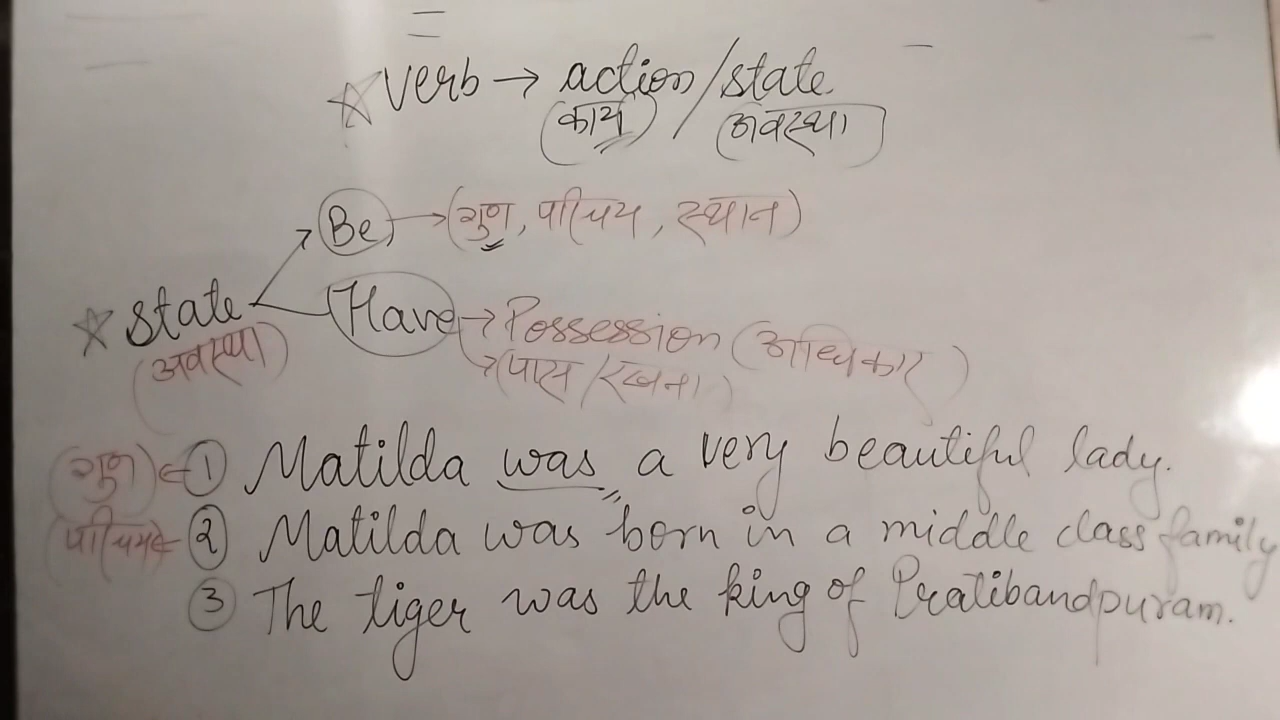 ☆ verb → action/state
(कार्य) / (अवस्था)
Be → (गुण, परिचय, स्थान)
☆ state
Have → Possession (अधिकार)
(अवस्था)
→ (पास/रखना)
(गुण) ← ① Matilda was a very beautiful lady.
परिचय ← ② Matilda was born in a middle class family
③ The tiger was the king of Pratibandpuram.